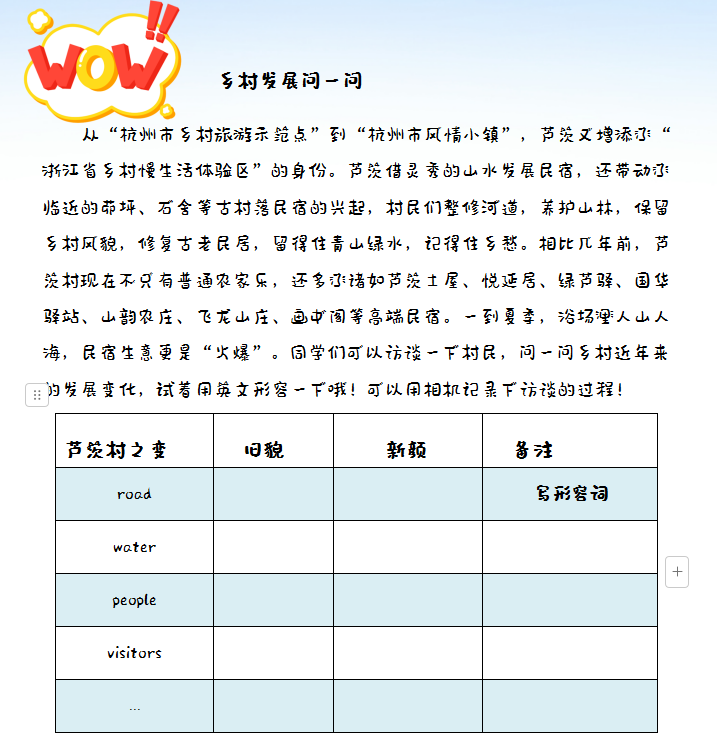 WOW!!
乡村发展问一问
从“杭州市乡村旅游示范点”到“杭州市风情小镇”,芦茨又增添了“
浙江省乡村慢生活体验区”的身份。芦茨借灵秀的山水发展民宿,还带动了
临近的茆坪、石舍等古村落民宿的兴起,村民们整修河道,养护山林,保留
乡村风貌,修复古老民居,留得住青山绿水,记得住乡愁。相比几年前,芦
茨村现在不只有普通农家乐,还多了诸如芦茨土屋、悦延居、绿芦驿、国华
驿站、山韵农庄、飞龙山庄、画中阁等高端民宿。一到夏季,浴场里人山人
海,民宿生意更是“火爆”。同学们可以访谈一下村民,问一问乡村近年来
的发展变化,试着用英文形容一下哦!可以用相机记录下访谈的过程!
芦茨村之变 旧貌 新颜 备注
road 写形容词
water
people
visitors
...